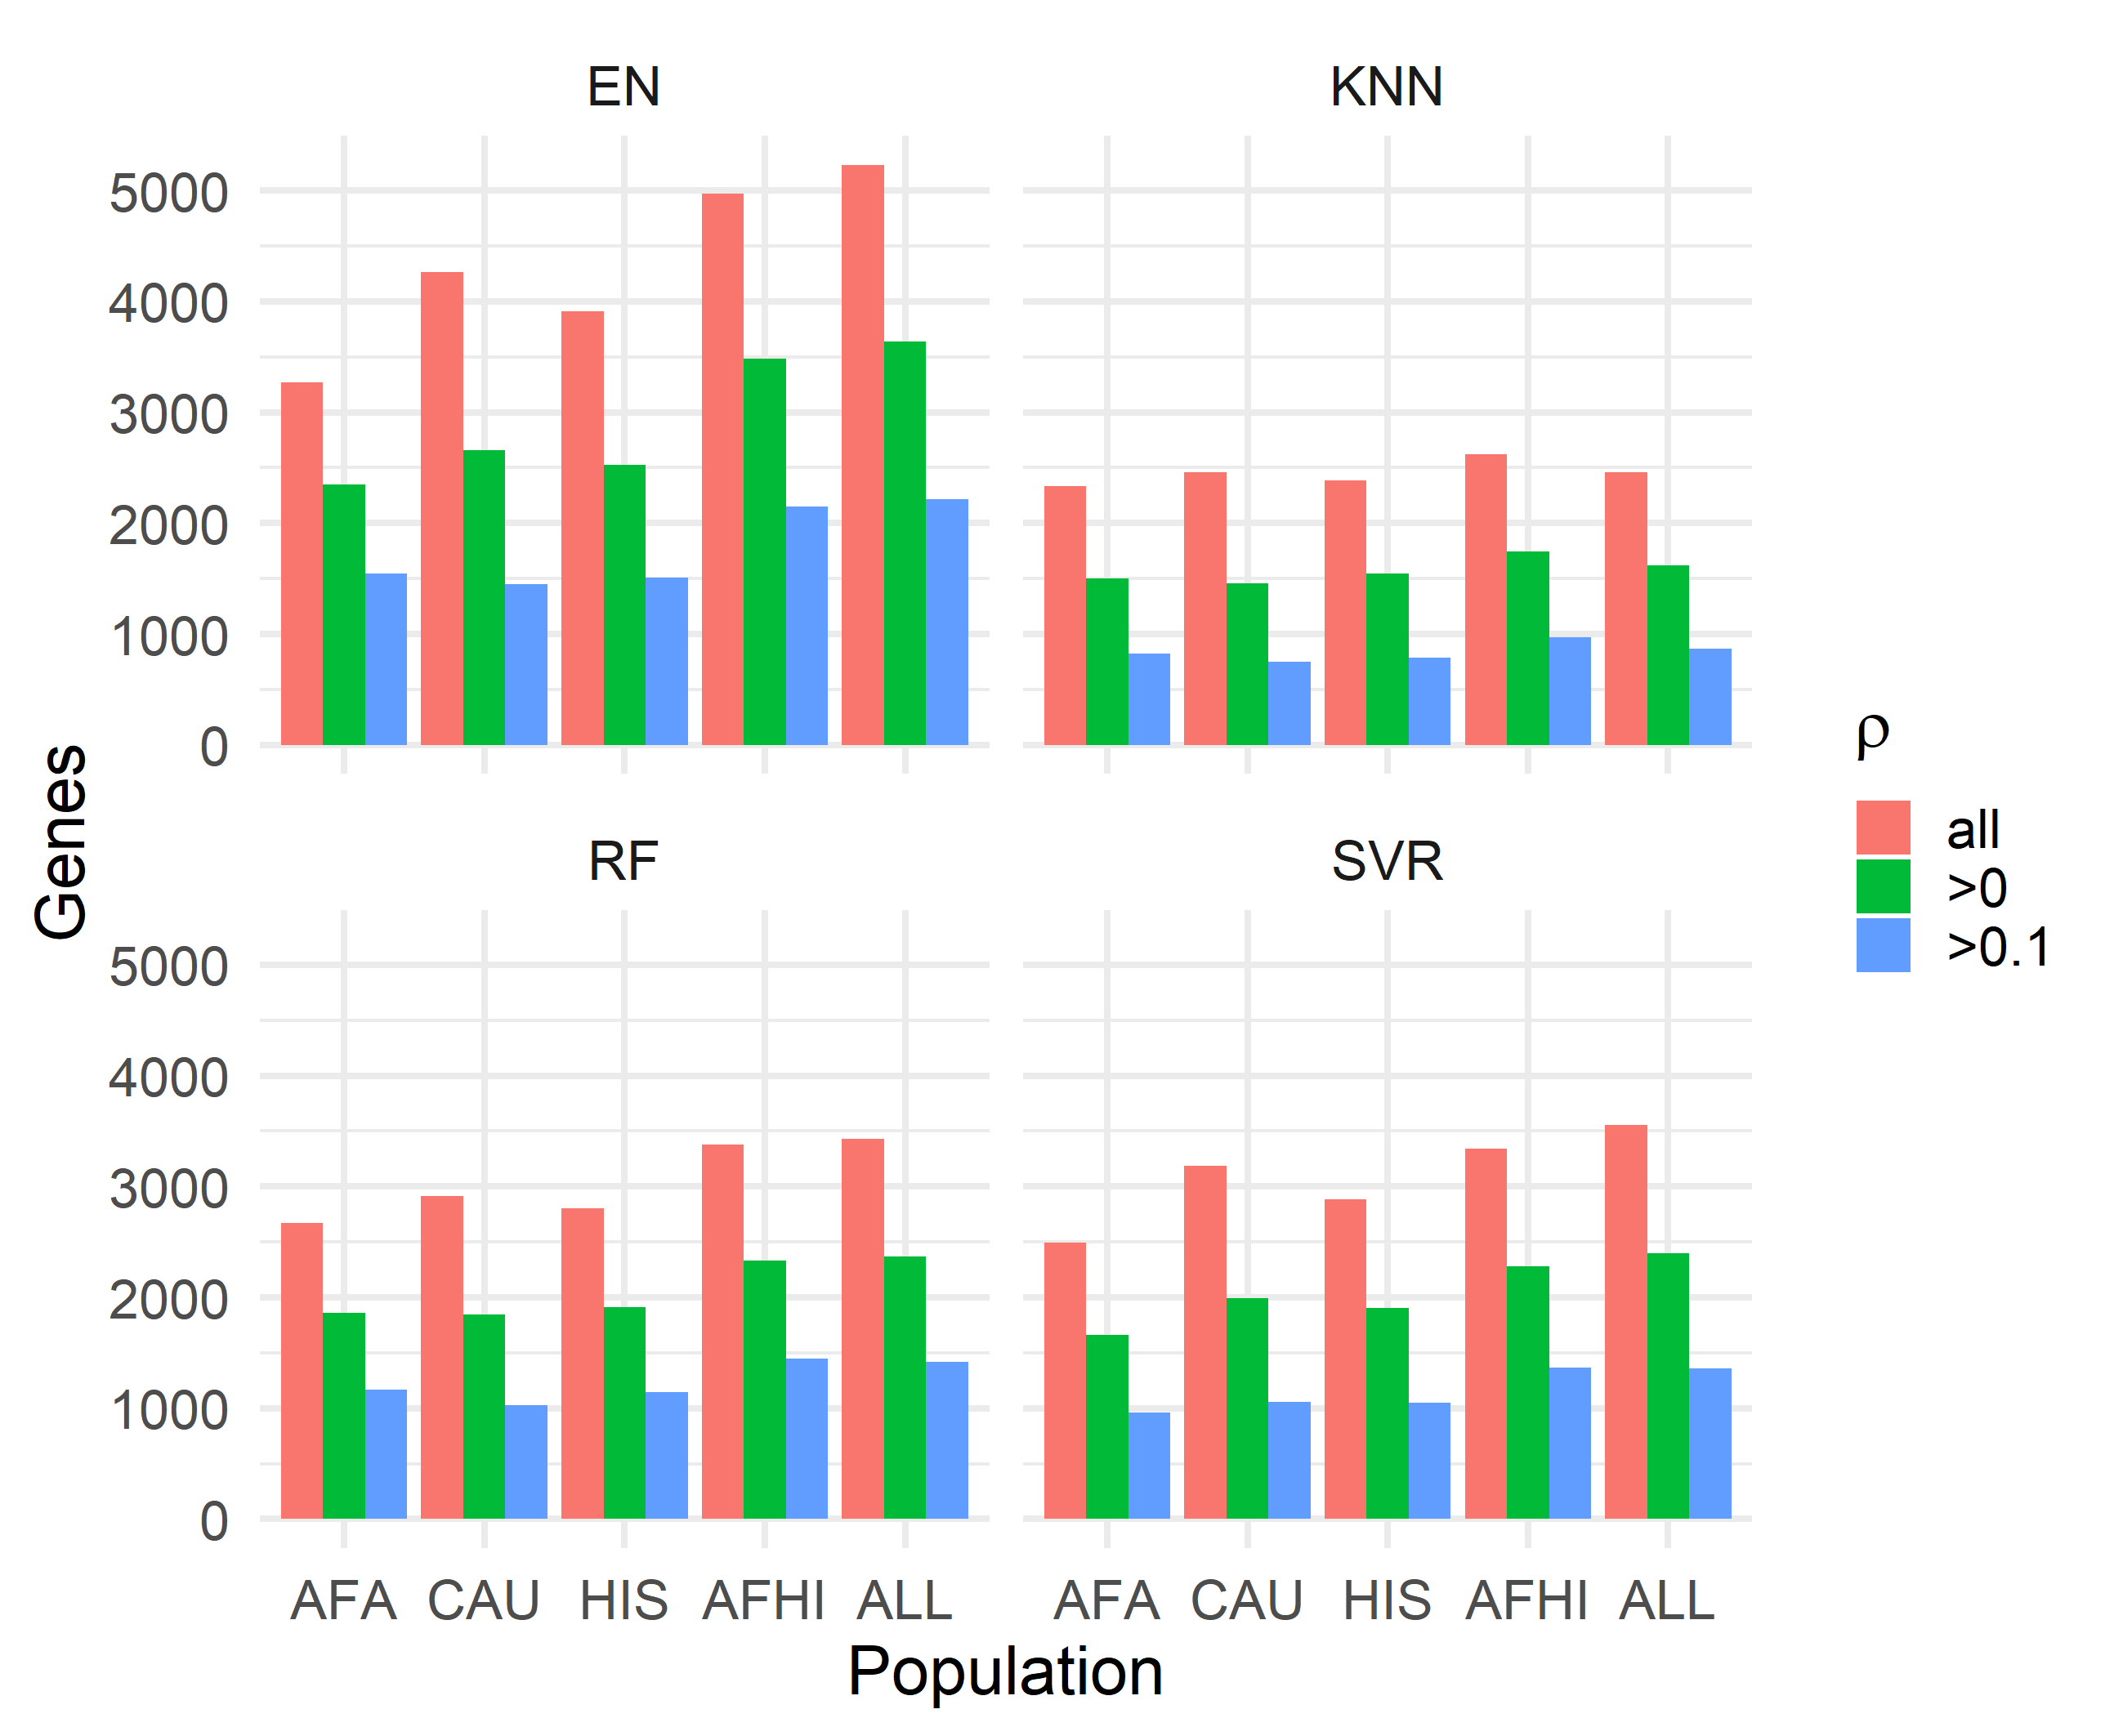 EN
KNN
5000
4000
3000
2000
1000
0
RF
SVR
5000
4000
3000
2000
1000
0
AFA CAU HIS AFHI ALL
AFA CAU HIS AFHI ALL
Population
Genes
ρ
all
>0
>0.1